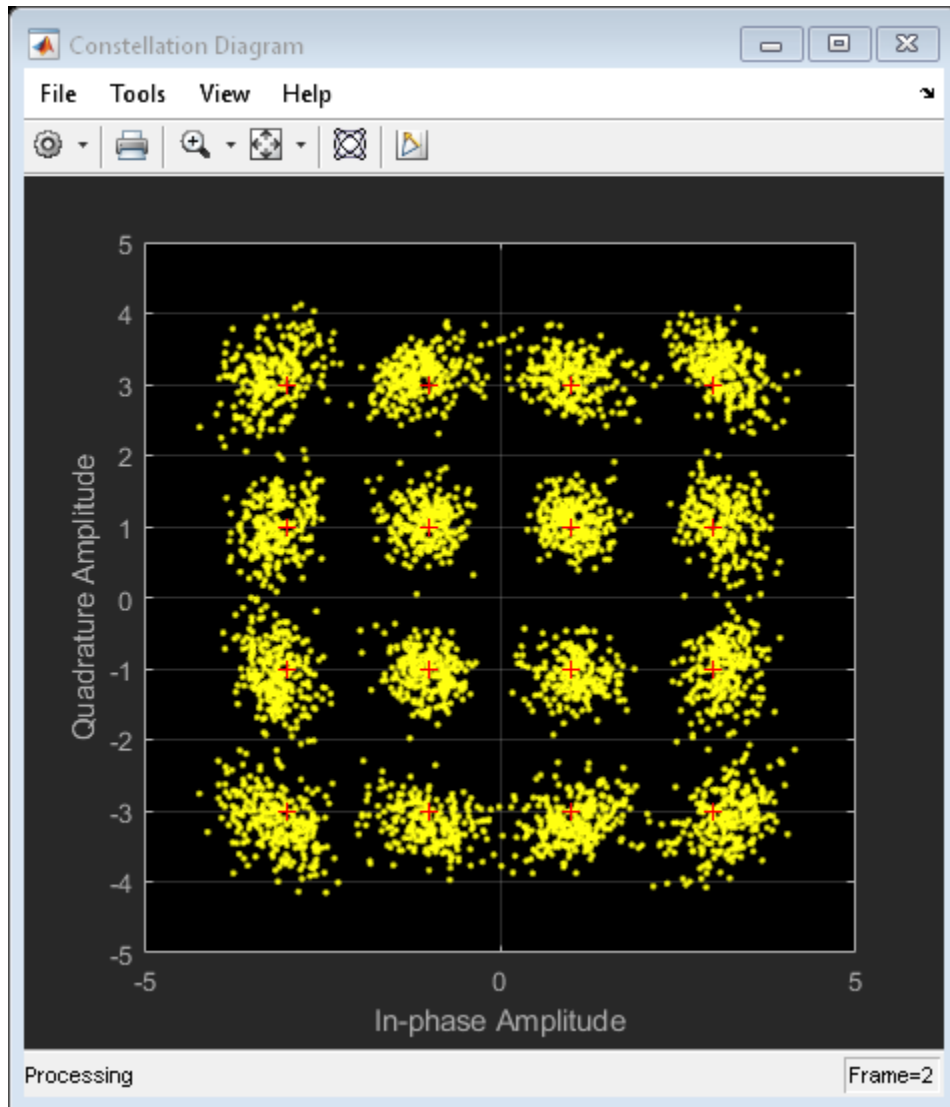 Constellation Diagram
File Tools View Help
5
4
3
2
1
0
-1
-2
-3
-4
-5
Quadrature Amplitude
-5 0 5
In-phase Amplitude
Processing Frame=2